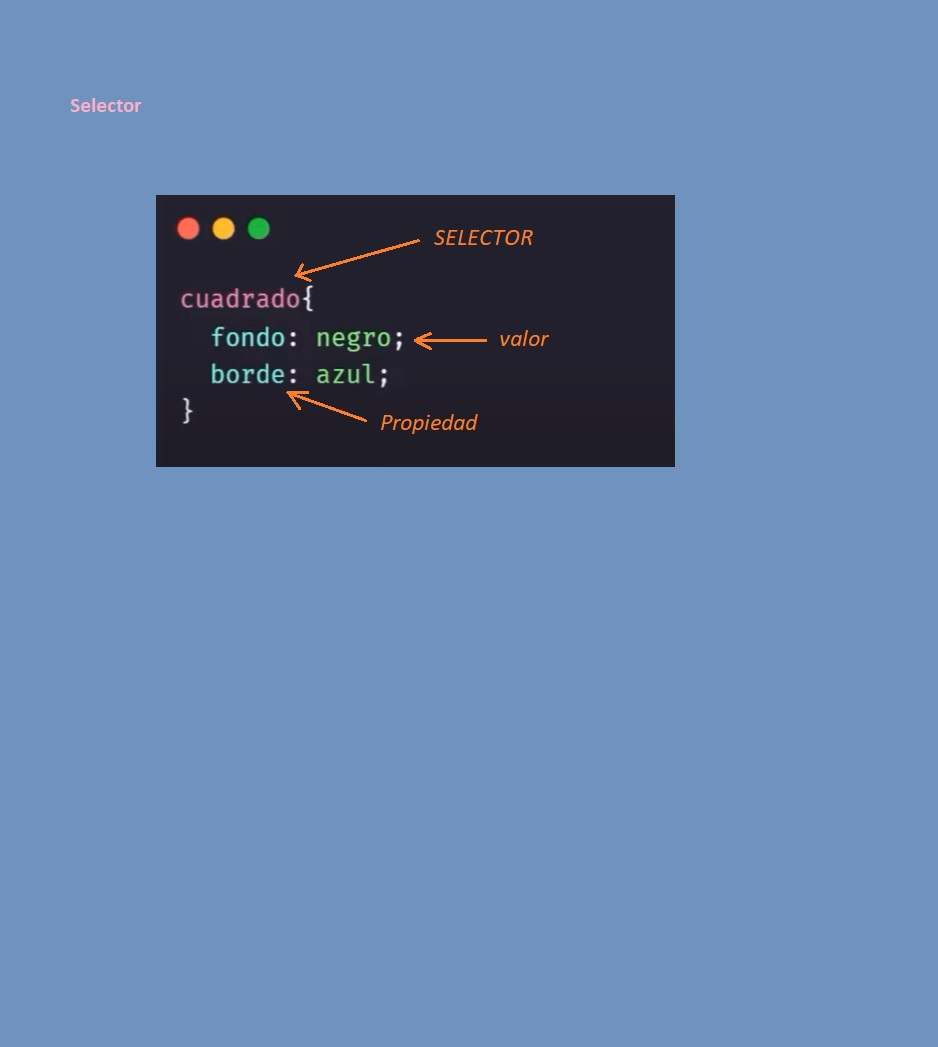 Selector
SELECTOR
cuadrado{
fondo: negro;
valor
borde: azul;
}
Propiedad